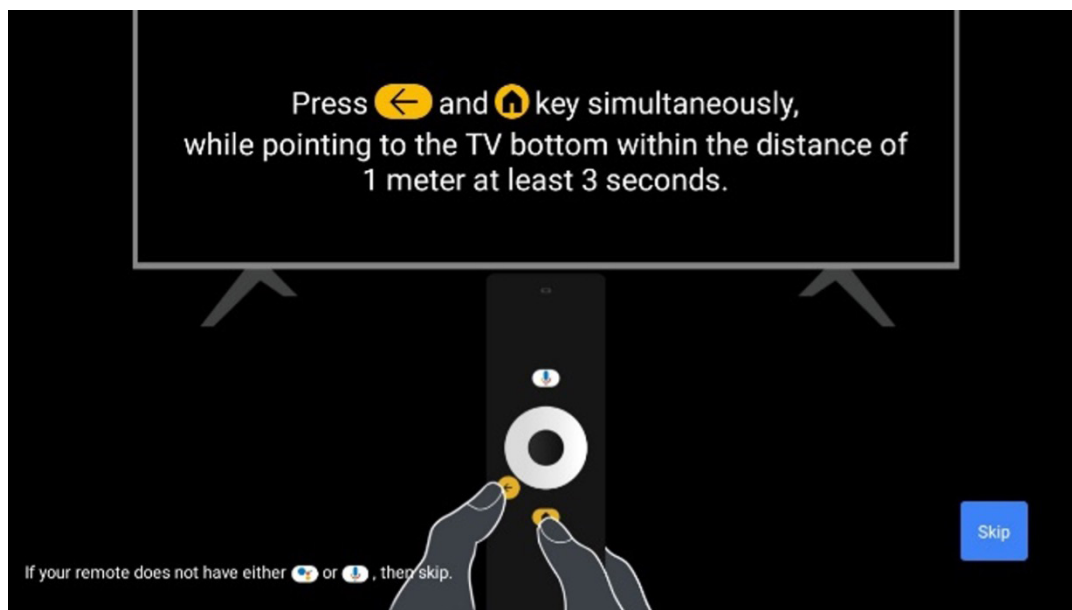 Press and key simultaneously,
while pointing to the TV bottom within the distance of
1 meter at least 3 seconds.
Skip
If your remote does not have either or , then skip.